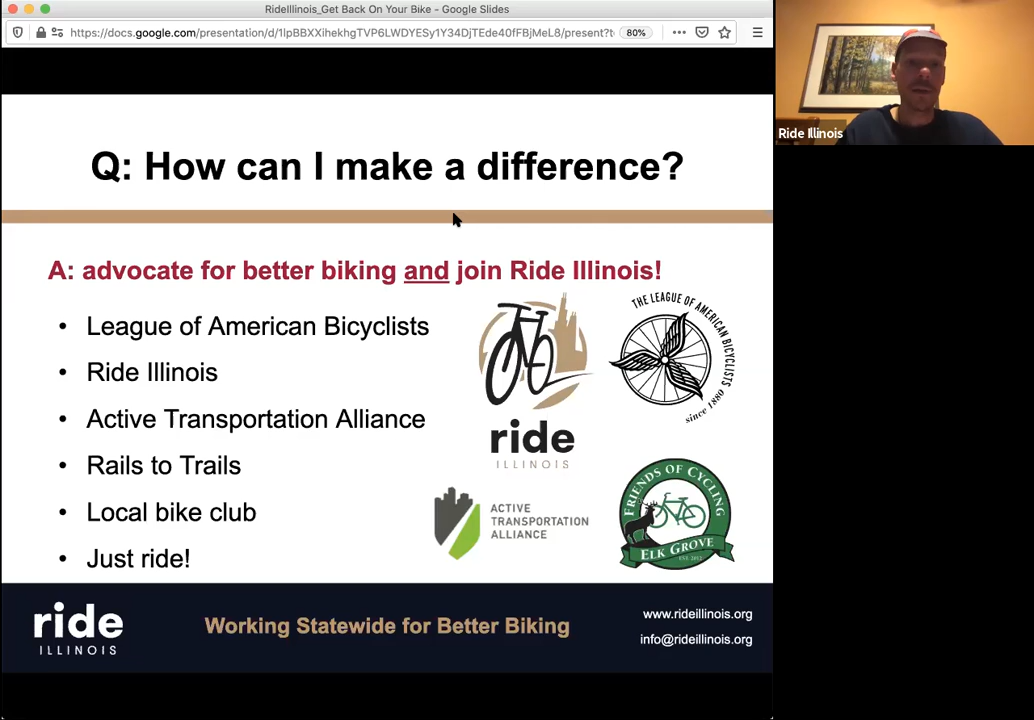 RideIllinois_Get Back On Your Bike - Google Slides
https://docs.google.com/presentation/d/1lpBBXXihekhgTVP6LWDYESy1Y34DjTEde40fFBjMeL8/present?t
80%
Ride Illinois
Q: How can I make a difference?
A: advocate for better biking and join Ride Illinois!
• League of American Bicyclists
• Ride Illinois
• Active Transportation Alliance
• Rails to Trails
• Local bike club
• Just ride!
ride
ILLINOIS
THE LEAGUE OF AMERICAN BICYCLISTS
since 1880
ACTIVE
TRANSPORTATION
ALLIANCE
FRIENDS OF CYCLING
ELK GROVE
ride
ILLINOIS
Working Statewide for Better Biking
www.rideillinois.org
info@rideillinois.org